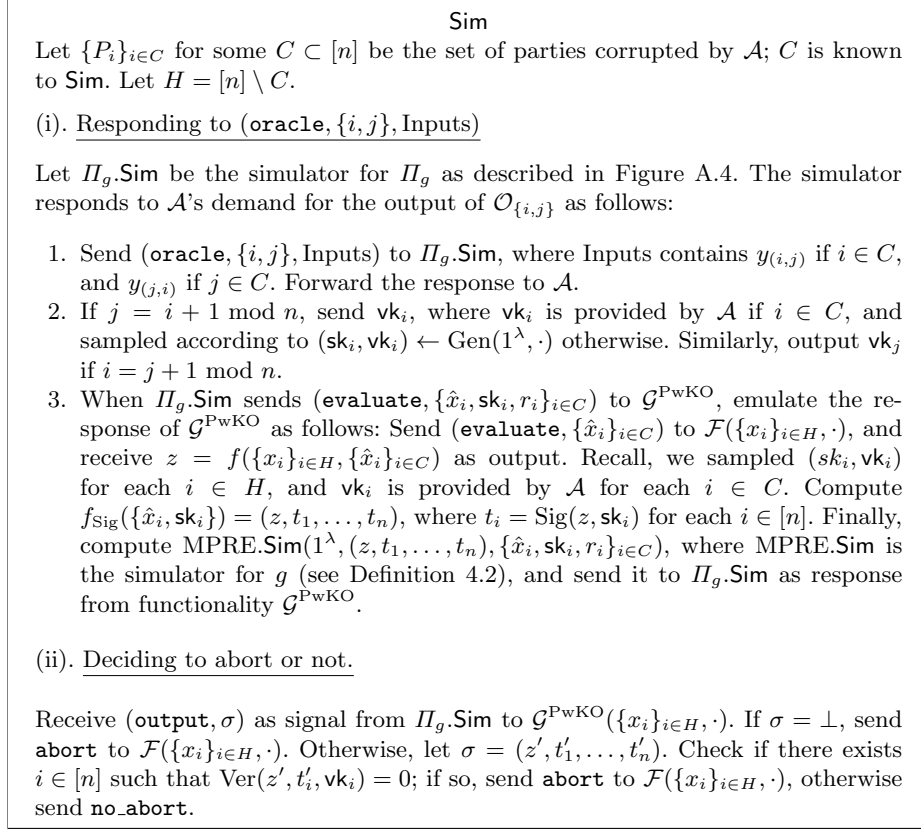 Sim
Let {P_i}_{i∈C} for some C ⊂ [n] be the set of parties corrupted by 𝒜; C is known
to Sim. Let H = [n] \ C.
(i). Responding to (oracle, {i, j}, Inputs)
Let Π_g.Sim be the simulator for Π_g as described in Figure A.4. The simulator
responds to 𝒜's demand for the output of 𝒪_{{i,j}} as follows:
1. Send (oracle, {i, j}, Inputs) to Π_g.Sim, where Inputs contains y_{(i,j)} if i ∈ C,
and y_{(j,i)} if j ∈ C. Forward the response to 𝒜.
2. If j = i + 1 mod n, send vk_i, where vk_i is provided by 𝒜 if i ∈ C, and
sampled according to (sk_i, vk_i) ← Gen(1^λ, ·) otherwise. Similarly, output vk_j
if i = j + 1 mod n.
3. When Π_g.Sim sends (evaluate, {x̂_i, sk_i, r_i}_{i∈C}) to 𝒢^{PwKO}, emulate the re-
sponse of 𝒢^{PwKO} as follows: Send (evaluate, {x̂_i}_{i∈C}) to ℱ({x_i}_{i∈H}, ·), and
receive z = f({x_i}_{i∈H}, {x̂_i}_{i∈C}) as output. Recall, we sampled (sk_i, vk_i)
for each i ∈ H, and vk_i is provided by 𝒜 for each i ∈ C. Compute
f_{Sig}({x̂_i, sk_i}) = (z, t_1, . . . , t_n), where t_i = Sig(z, sk_i) for each i ∈ [n]. Finally,
compute MPRE.Sim(1^λ, (z, t_1, . . . , t_n), {x̂_i, sk_i, r_i}_{i∈C}), where MPRE.Sim is
the simulator for g (see Definition 4.2), and send it to Π_g.Sim as response
from functionality 𝒢^{PwKO}.
(ii). Deciding to abort or not.
Receive (output, σ) as signal from Π_g.Sim to 𝒢^{PwKO}({x_i}_{i∈H}, ·). If σ = ⊥, send
abort to ℱ({x_i}_{i∈H}, ·). Otherwise, let σ = (z′, t′_1, . . . , t′_n). Check if there exists
i ∈ [n] such that Ver(z′, t′_i, vk_i) = 0; if so, send abort to ℱ({x_i}_{i∈H}, ·), otherwise
send no_abort.